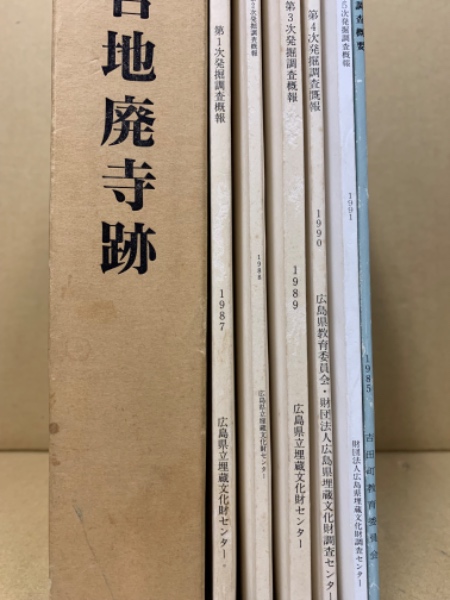 地廃寺跡
第1次発掘調査概報 1987 広島県立埋蔵文化財センター
次発掘調査概報 1988 広島県立埋蔵文化財センター
第3次発掘調査概報 1989 広島県立埋蔵文化財センター
第4次発掘調査概報 1990 広島県教育委員会・財団法人広島県埋蔵文化財調査センター
5次発掘調査概報 1991 財団法人広島県埋蔵文化財調査センター
調査概要 1985 吉田町教育委員会